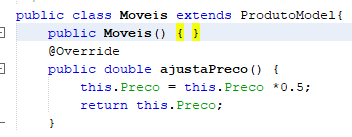 public class Moveis extends ProdutoModel{
public Moveis() { }
@Override
public double ajustaPreco() {
this.Preco = this.Preco *0.5;
return this.Preco;
}